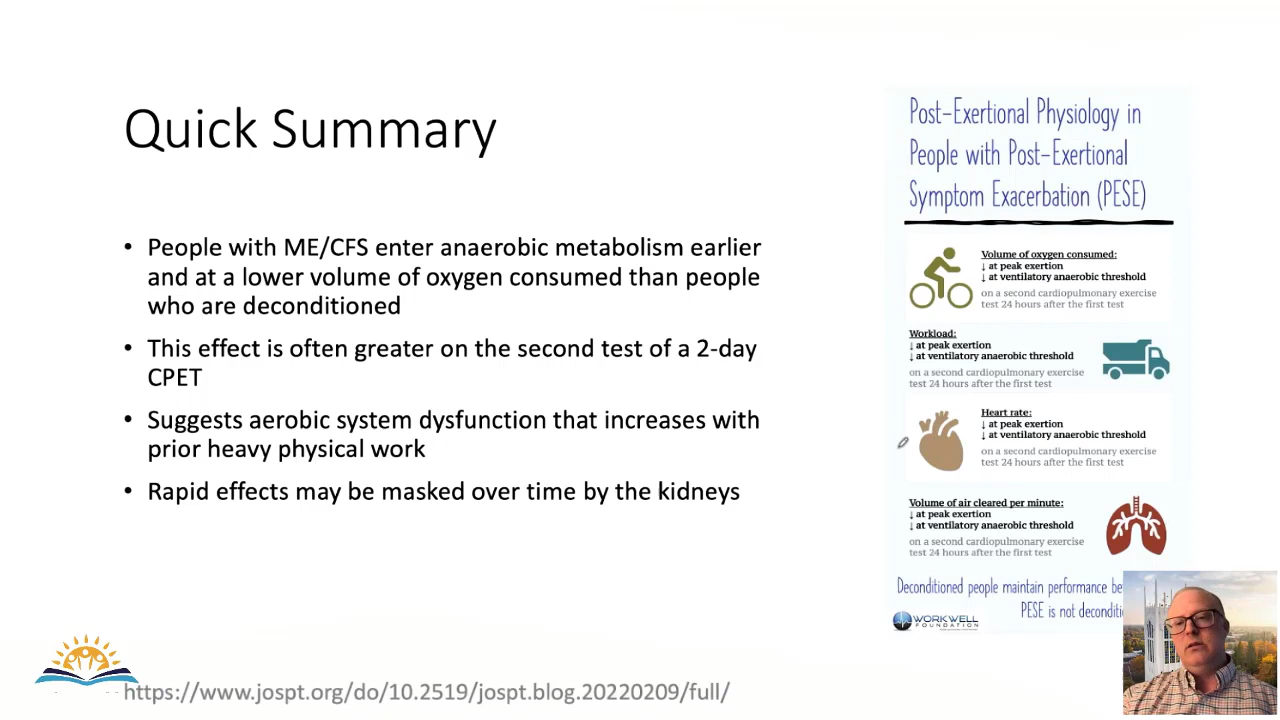 Quick Summary
• People with ME/CFS enter anaerobic metabolism earlier
and at a lower volume of oxygen consumed than people
who are deconditioned
• This effect is often greater on the second test of a 2-day
CPET
• Suggests aerobic system dysfunction that increases with
prior heavy physical work
• Rapid effects may be masked over time by the kidneys
https://www.jospt.org/do/10.2519/jospt.blog.20220209/full/
Post-Exertional Physiology in
People with Post-Exertional
Symptom Exacerbation (PESE)
Volume of oxygen consumed:
↓ at peak exertion
↓ at ventilatory anaerobic threshold
on a second cardiopulmonary exercise
test 24 hours after the first test
Workload:
↓ at peak exertion
↓ at ventilatory anaerobic threshold
on a second cardiopulmonary exercise
test 24 hours after the first test
Heart rate:
↓ at peak exertion
↓ at ventilatory anaerobic threshold
on a second cardiopulmonary exercise
test 24 hours after the first test
Volume of air cleared per minute:
↓ at peak exertion
↓ at ventilatory anaerobic threshold
on a second cardiopulmonary exercise
test 24 hours after the first test
Deconditioned people maintain performance
PESE is not
WORKWELL
FOUNDATION